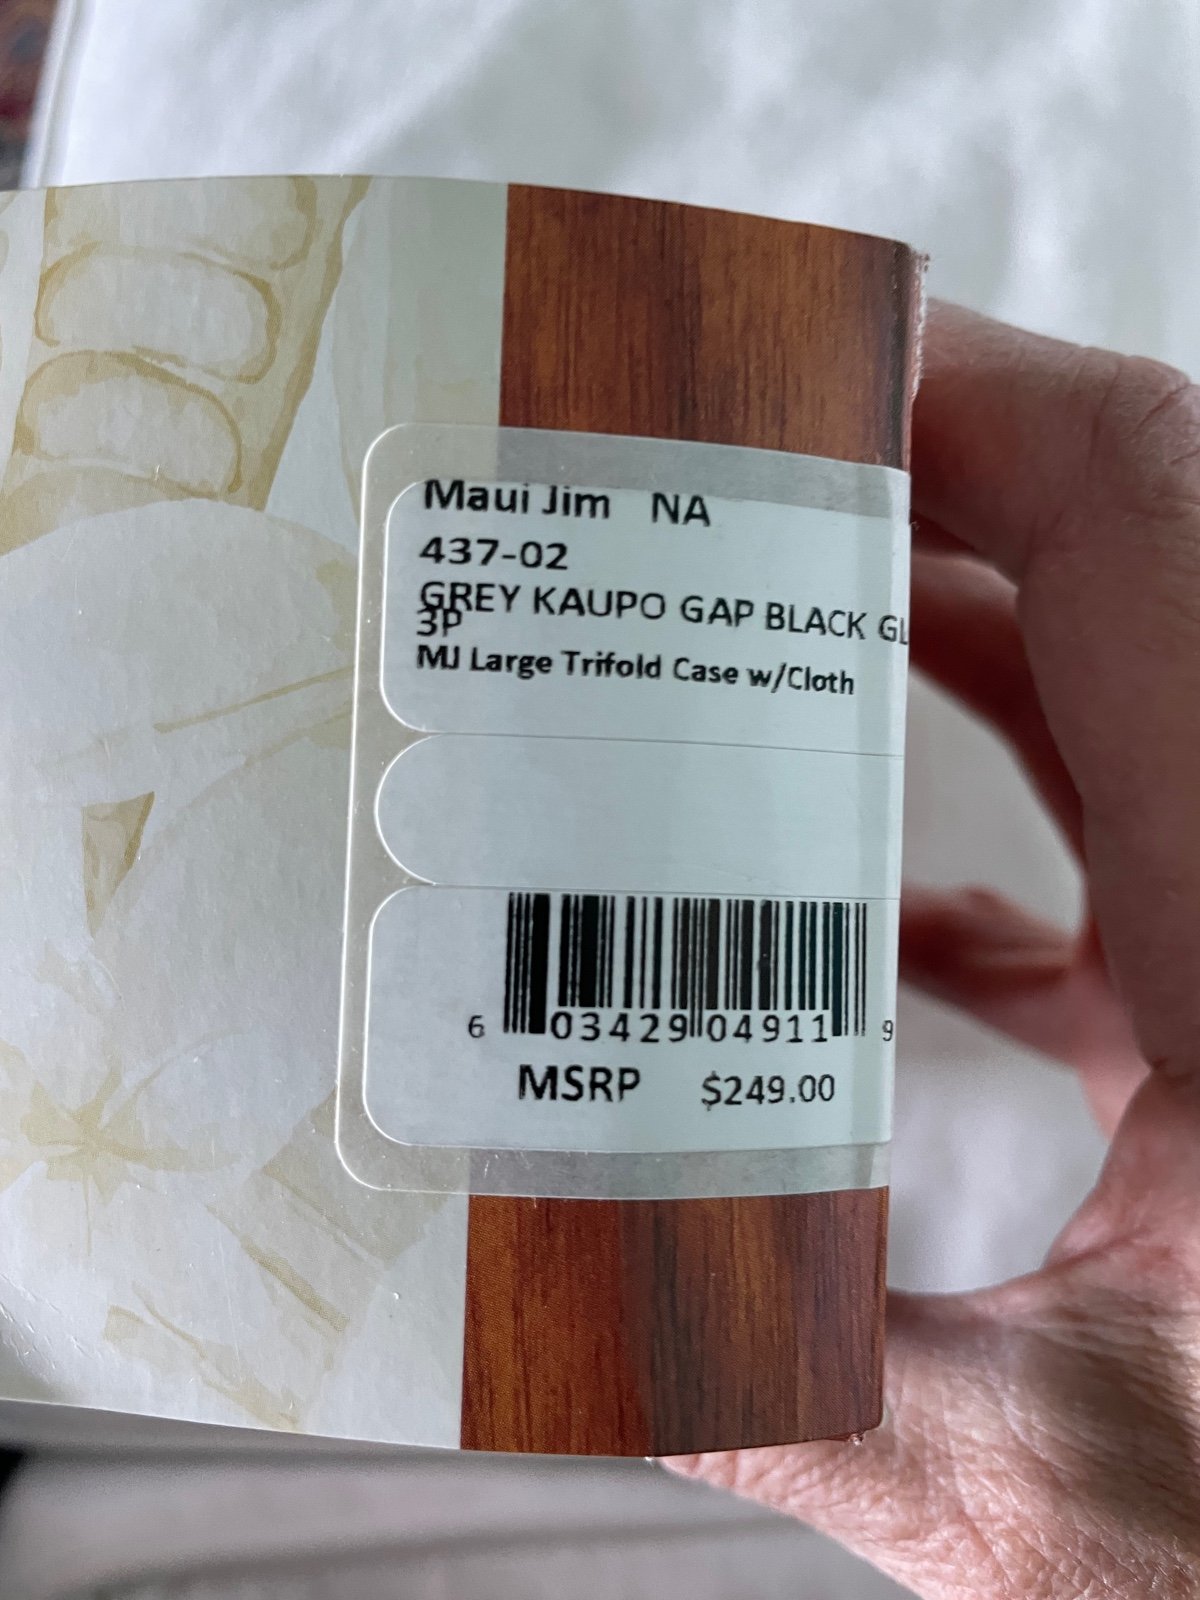 Maui Jim NA
437-02
GREY KAUPO GAP BLACK GL
3P
MJ Large Trifold Case w/Cloth
6 03429 04911 9
MSRP $249.00